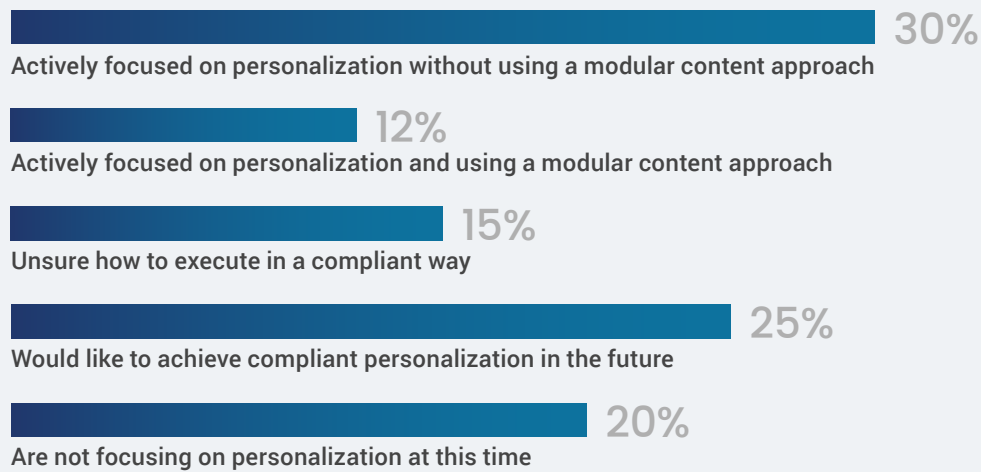 30%
Actively focused on personalization without using a modular content approach
12%
Actively focused on personalization and using a modular content approach
15%
Unsure how to execute in a compliant way
25%
Would like to achieve compliant personalization in the future
20%
Are not focusing on personalization at this time